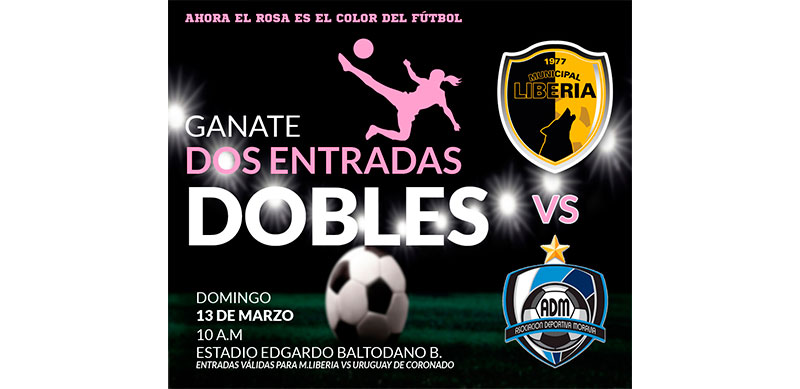 AHORA EL ROSA ES EL COLOR DEL FÚTBOL
GANATE
DOS ENTRADAS
DOBLES
1977
MUNICIPAL
LIBERIA
VS
ADM
ASOCIACION DEPORTIVA MORAVIA
DOMINGO
13 DE MARZO
10 A.M
ESTADIO EDGARDO BALTODANO B.
ENTRADAS VÁLIDAS PARA M.LIBERIA VS URUGUAY DE CORONADO